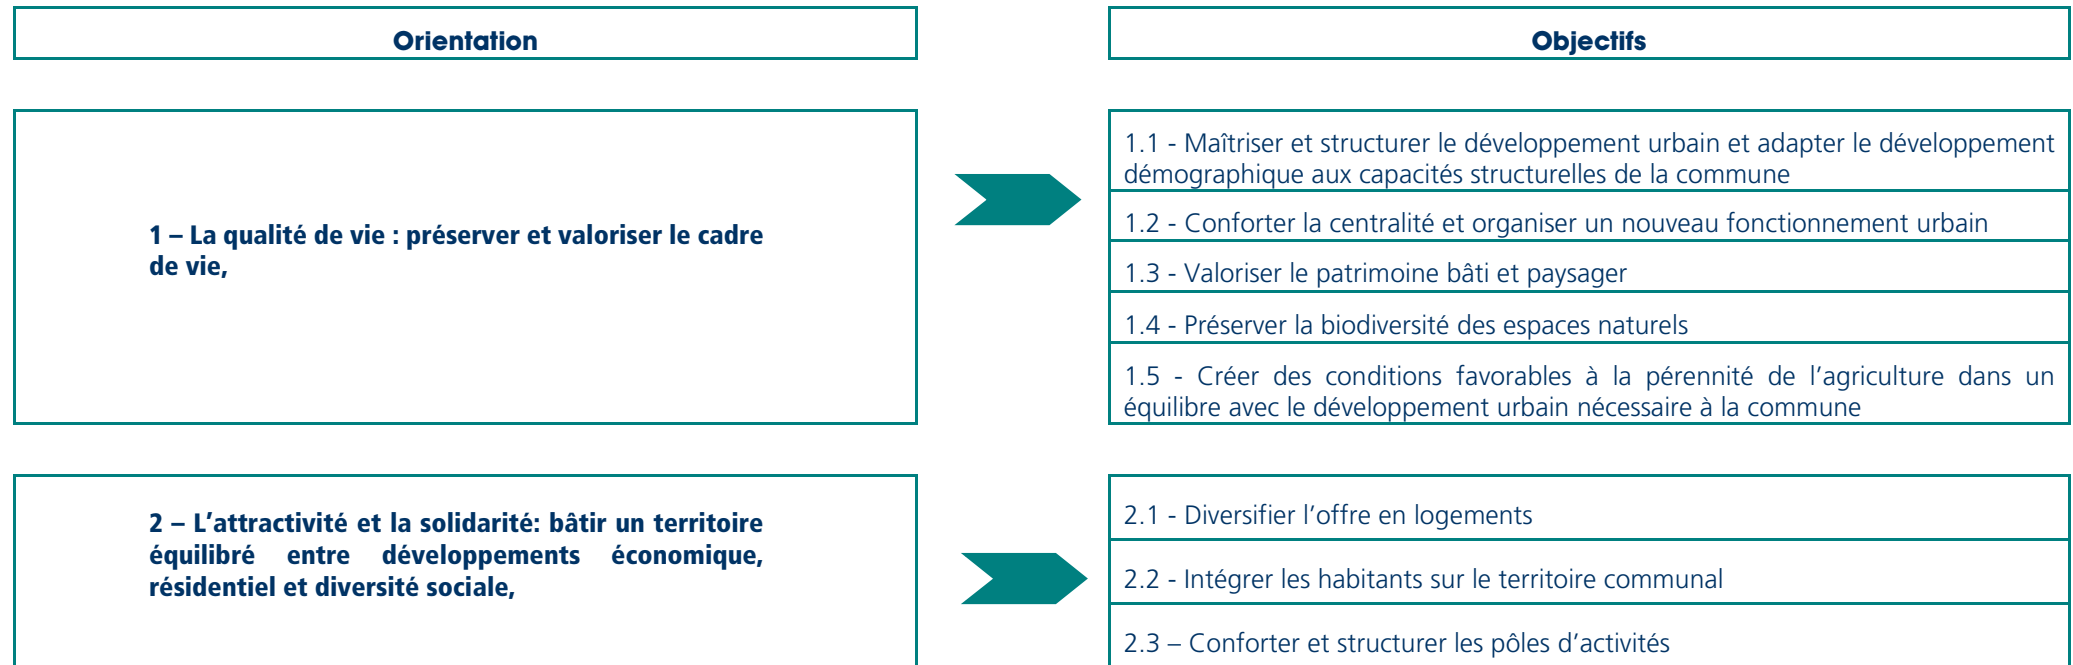 Orientation
Objectifs
1 – La qualité de vie : préserver et valoriser le cadre
de vie,
1.1 - Maîtriser et structurer le développement urbain et adapter le développement
démographique aux capacités structurelles de la commune
1.2 - Conforter la centralité et organiser un nouveau fonctionnement urbain
1.3 - Valoriser le patrimoine bâti et paysager
1.4 - Préserver la biodiversité des espaces naturels
1.5 - Créer des conditions favorables à la pérennité de l’agriculture dans un
équilibre avec le développement urbain nécessaire à la commune
2 – L’attractivité et la solidarité: bâtir un territoire
équilibré entre développements économique,
résidentiel et diversité sociale,
2.1 - Diversifier l’offre en logements
2.2 - Intégrer les habitants sur le territoire communal
2.3 – Conforter et structurer les pôles d’activités